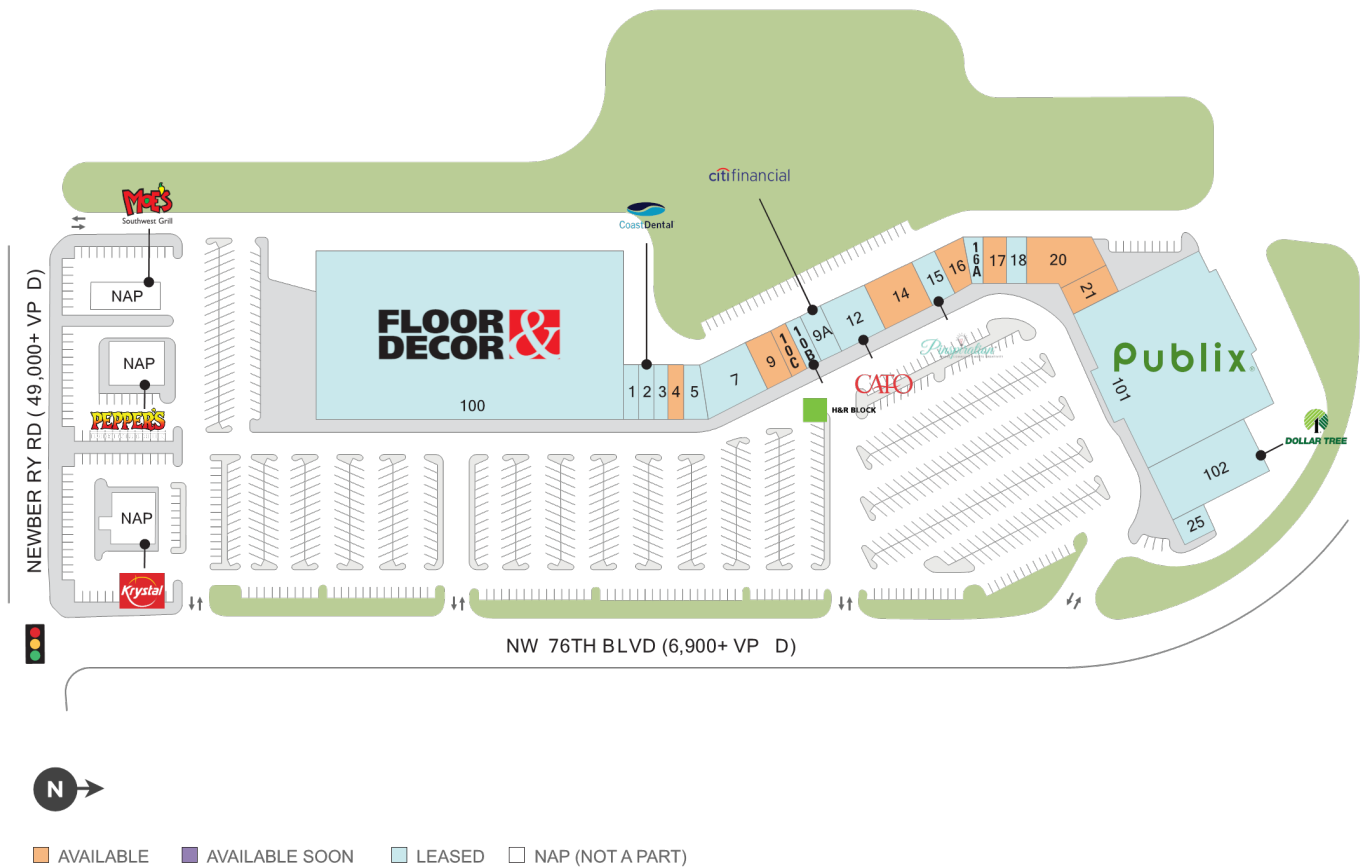 citifinancial
MOE'S
Southwest Grill
CoastDental
NEWBER RY RD ( 49,000+ VP D)
NAP
NAP
PEPPER'S
NAP
Krystal
FLOOR &
DECOR
100
1
2
3
4
5
7
9
10C
10B
9A
12
14
15
16
16A
17
18
20
21
Pinspiration
CATO
H&R BLOCK
Publix
101
102
25
DOLLAR TREE
NW 76TH BLVD (6,900+ VP D)
N
AVAILABLE
AVAILABLE SOON
LEASED
NAP (NOT A PART)